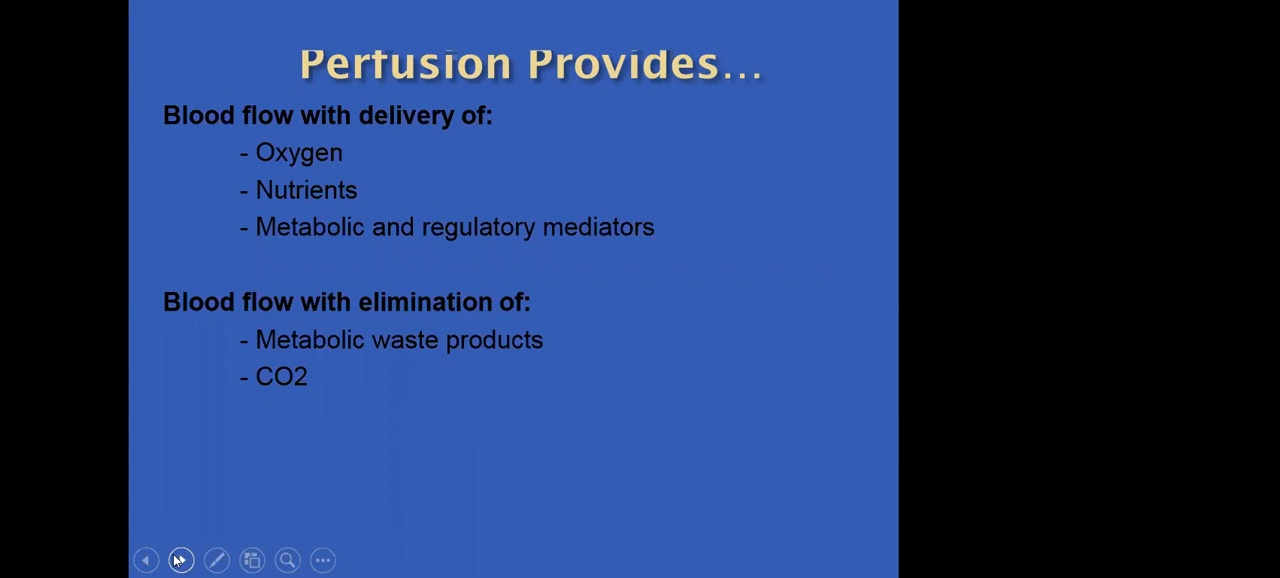 Perfusion Provides...
Blood flow with delivery of:
- Oxygen
- Nutrients
- Metabolic and regulatory mediators
Blood flow with elimination of:
- Metabolic waste products
- CO2